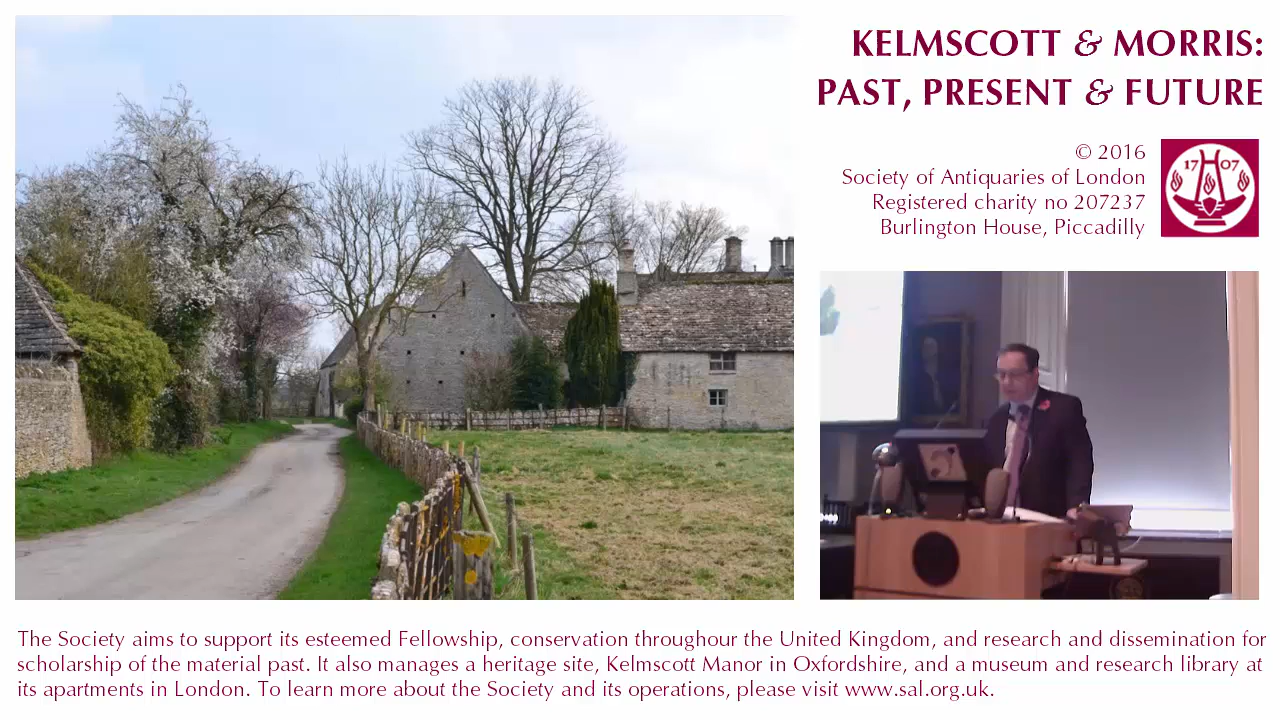 KELMSCOTT & MORRIS:
PAST, PRESENT & FUTURE
© 2016
Society of Antiquaries of London
Registered charity no 207237
Burlington House, Piccadilly
17 07
The Society aims to support its esteemed Fellowship, conservation throughour the United Kingdom, and research and dissemination for
scholarship of the material past. It also manages a heritage site, Kelmscott Manor in Oxfordshire, and a museum and research library at
its apartments in London. To learn more about the Society and its operations, please visit www.sal.org.uk.